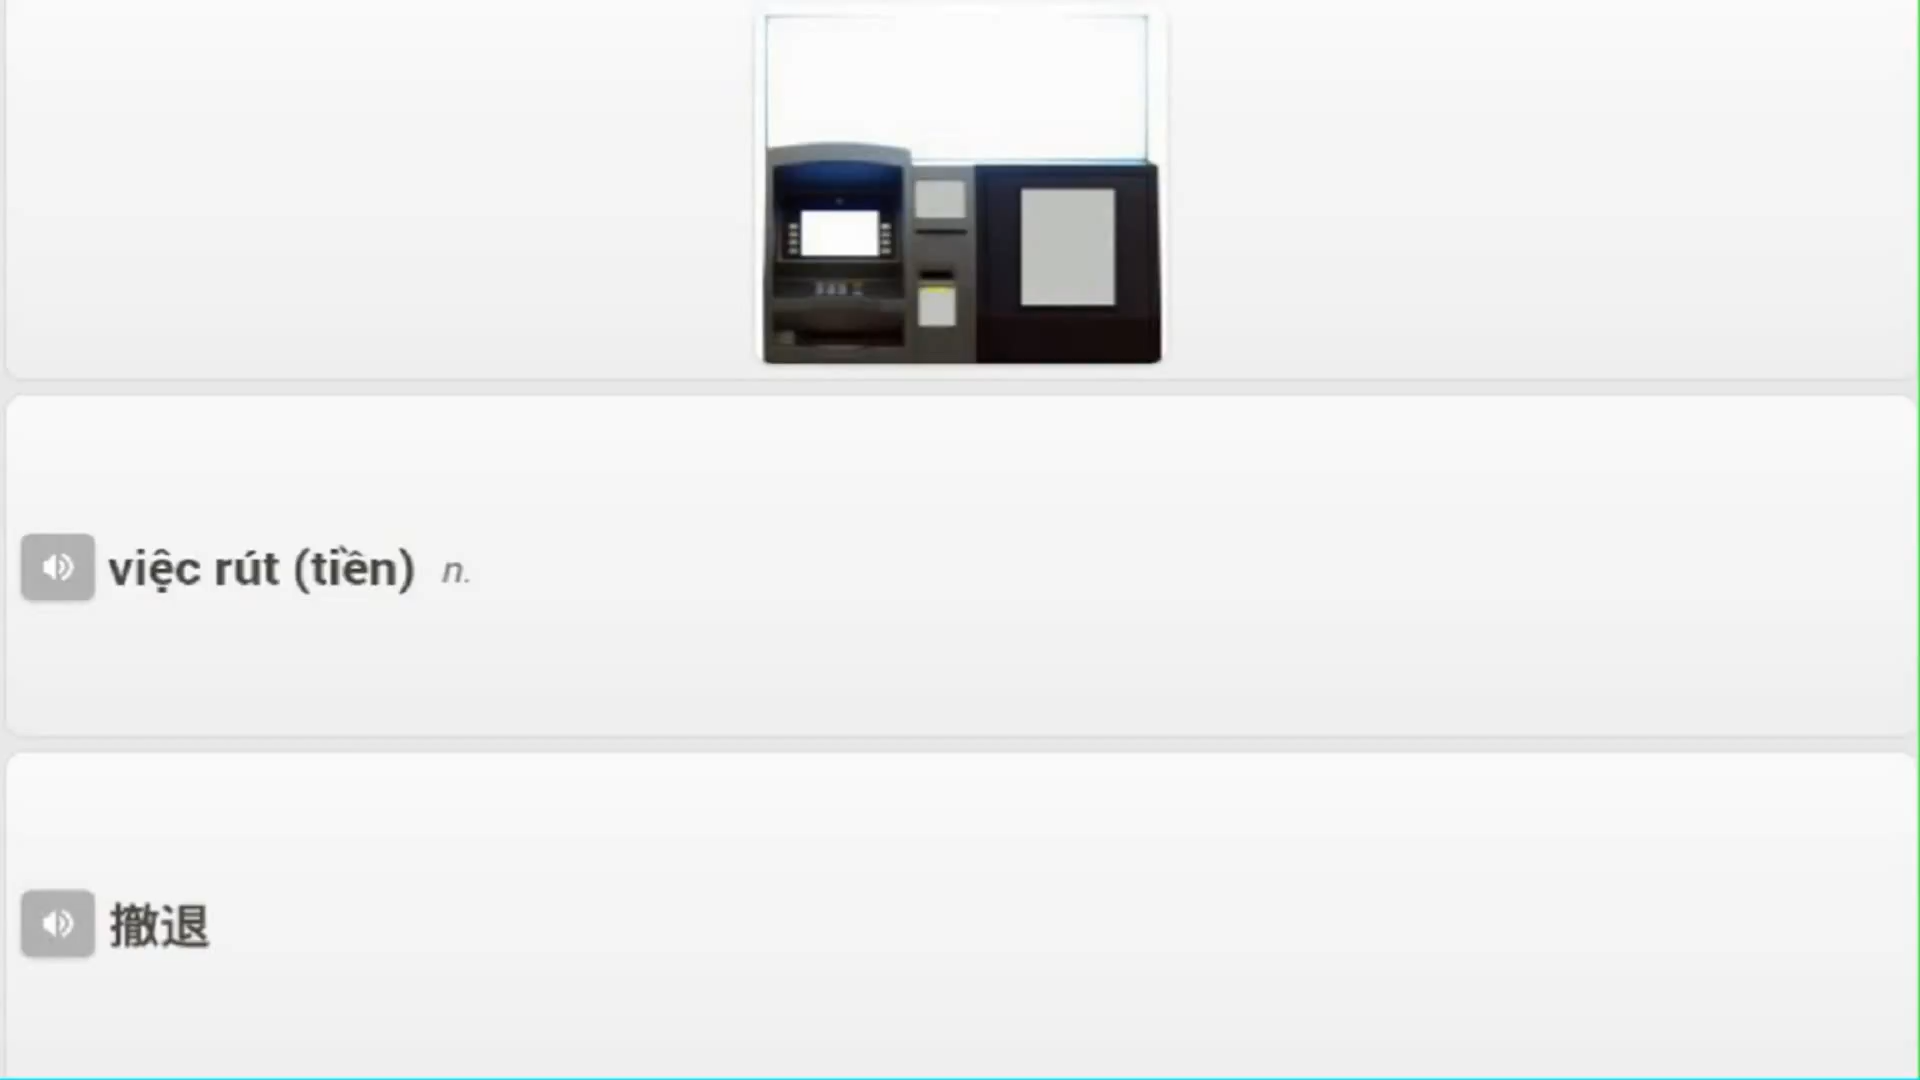 việc rút (tiền) n.
撤退